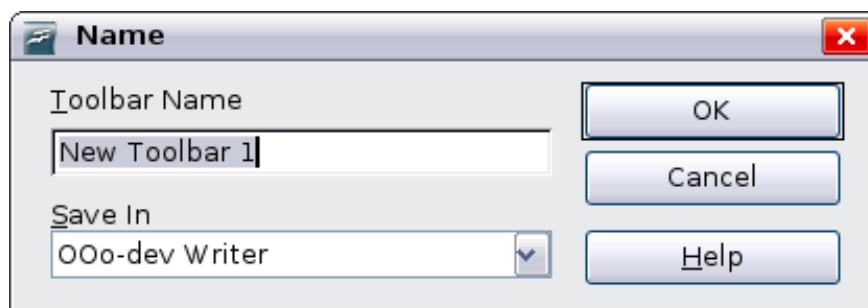 Name
Toolbar Name
New Toolbar 1
Save In
OOo-dev Writer
OK
Cancel
Help